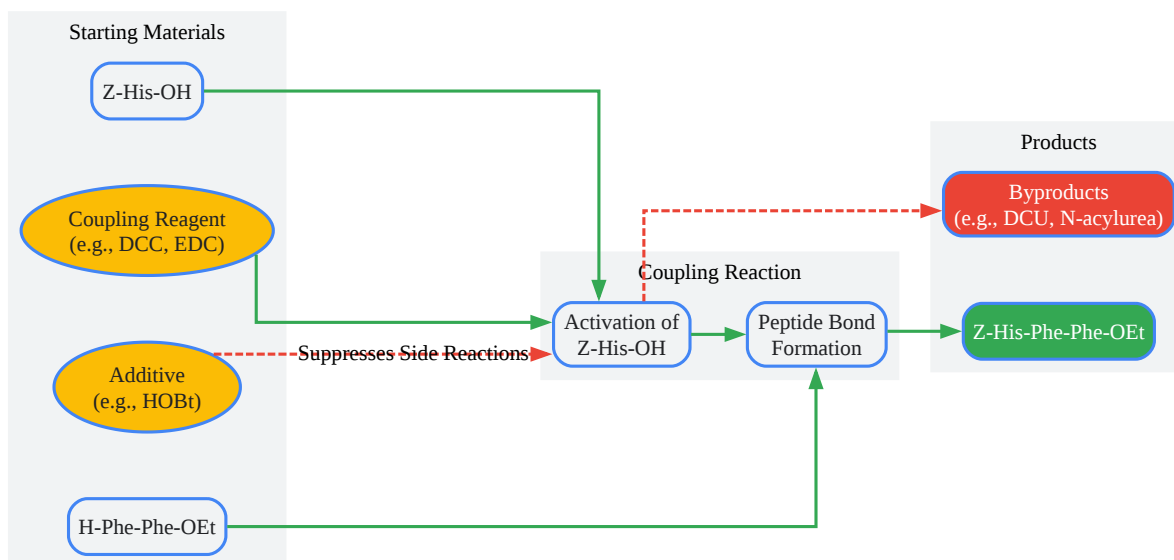 Starting Materials
Z-His-OH
Coupling Reagent
(e.g., DCC, EDC)
Additive
(e.g., HOBt)
H-Phe-Phe-OEt
Suppresses Side Reactions
Coupling Reaction
Activation of
Z-His-OH
Peptide Bond
Formation
Products
Byproducts
(e.g., DCU, N-acylurea)
Z-His-Phe-Phe-OEt